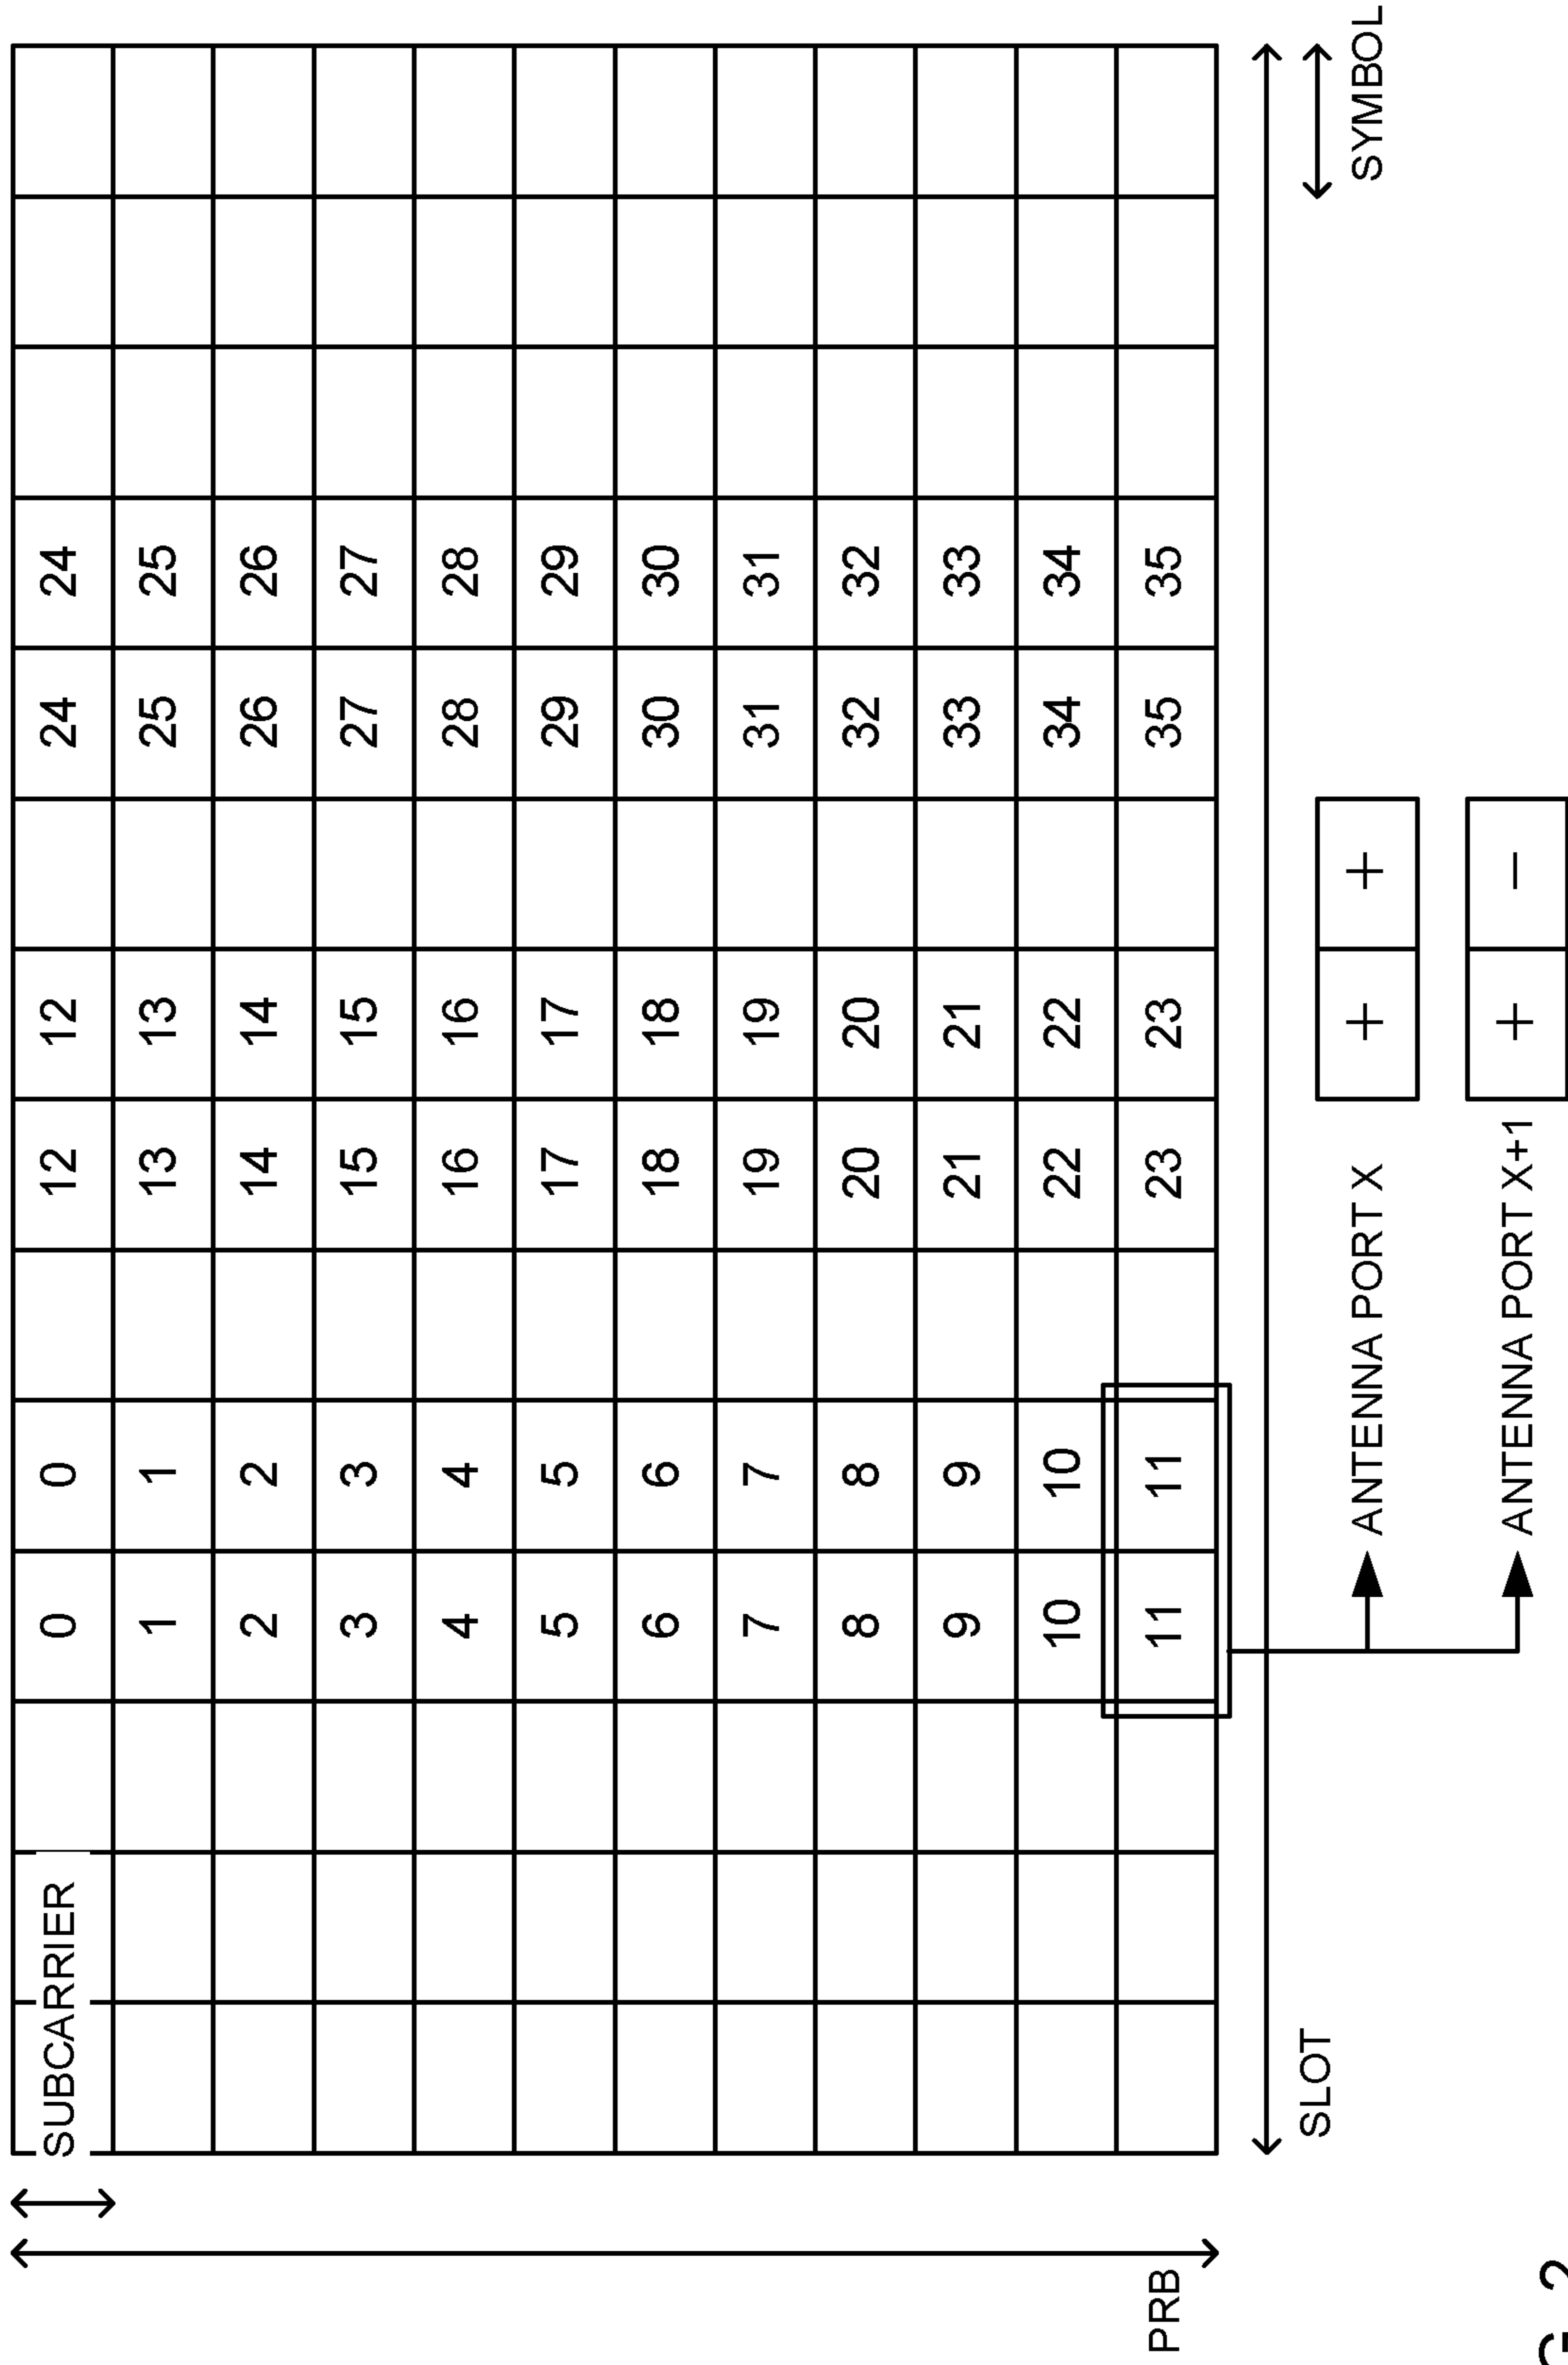 SUBCARRIER 0 0 12 12 24 24
1 1 13 13 25 25
2 2 14 14 26 26
3 3 15 15 27 27
4 4 16 16 28 28
5 5 17 17 29 29
6 6 18 18 30 30
7 7 19 19 31 31
8 8 20 20 32 32
9 9 21 21 33 33
10 10 22 22 34 34
PRB 11 11 23 23 35 35
SLOT
ANTENNA PORT X + + SYMBOL
ANTENNA PORT X+1 + −